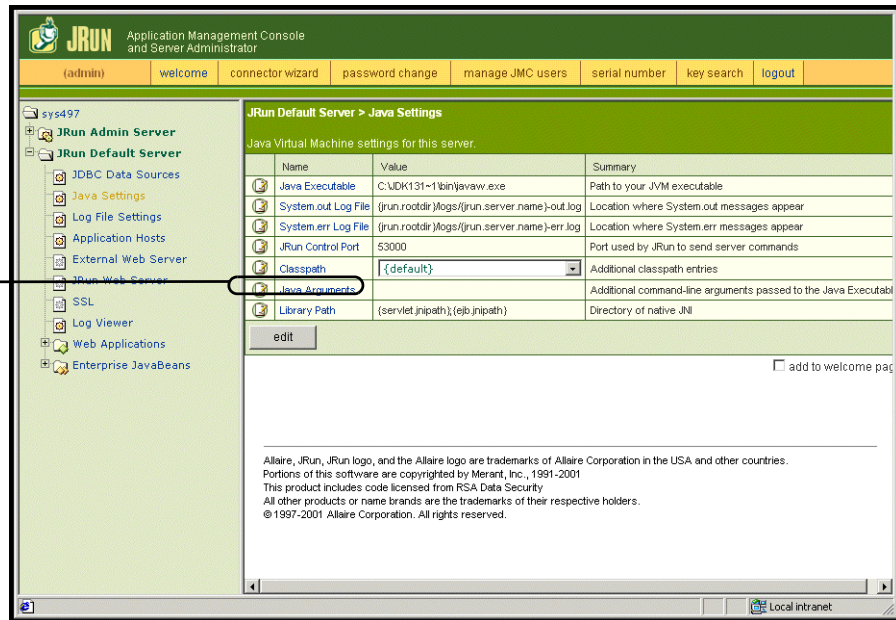 JRUN
Application Management Console
and Server Administrator
(admin) welcome connector wizard password change manage JMC users serial number key search logout
sys497
JRun Admin Server
JRun Default Server
JDBC Data Sources
Java Settings
Log File Settings
Application Hosts
External Web Server
JRun Web Server
SSL
Log Viewer
Web Applications
Enterprise JavaBeans
JRun Default Server > Java Settings
Java Virtual Machine settings for this server.
Name Value Summary
Java Executable C:\JDK131~1\bin\javaw.exe Path to your JVM executable
System.out Log File {jrun.rootdir}/logs/{jrun.server.name}-out.log Location where System.out messages appear
System.err Log File {jrun.rootdir}/logs/{jrun.server.name}-err.log Location where System.err messages appear
JRun Control Port 53000 Port used by JRun to send server commands
Classpath {default} Additional classpath entries
Java Arguments Additional command-line arguments passed to the Java Executabl
Library Path {servlet.jnipath};{ejb.jnipath} Directory of native JNI
edit
add to welcome pag
Allaire, JRun, JRun logo, and the Allaire logo are trademarks of Allaire Corporation in the USA and other countries.
Portions of this software are copyrighted by Merant, Inc., 1991-2001
This product includes code licensed from RSA Data Security
All other products or name brands are the trademarks of their respective holders.
©1997-2001 Allaire Corporation. All rights reserved.
Local intranet